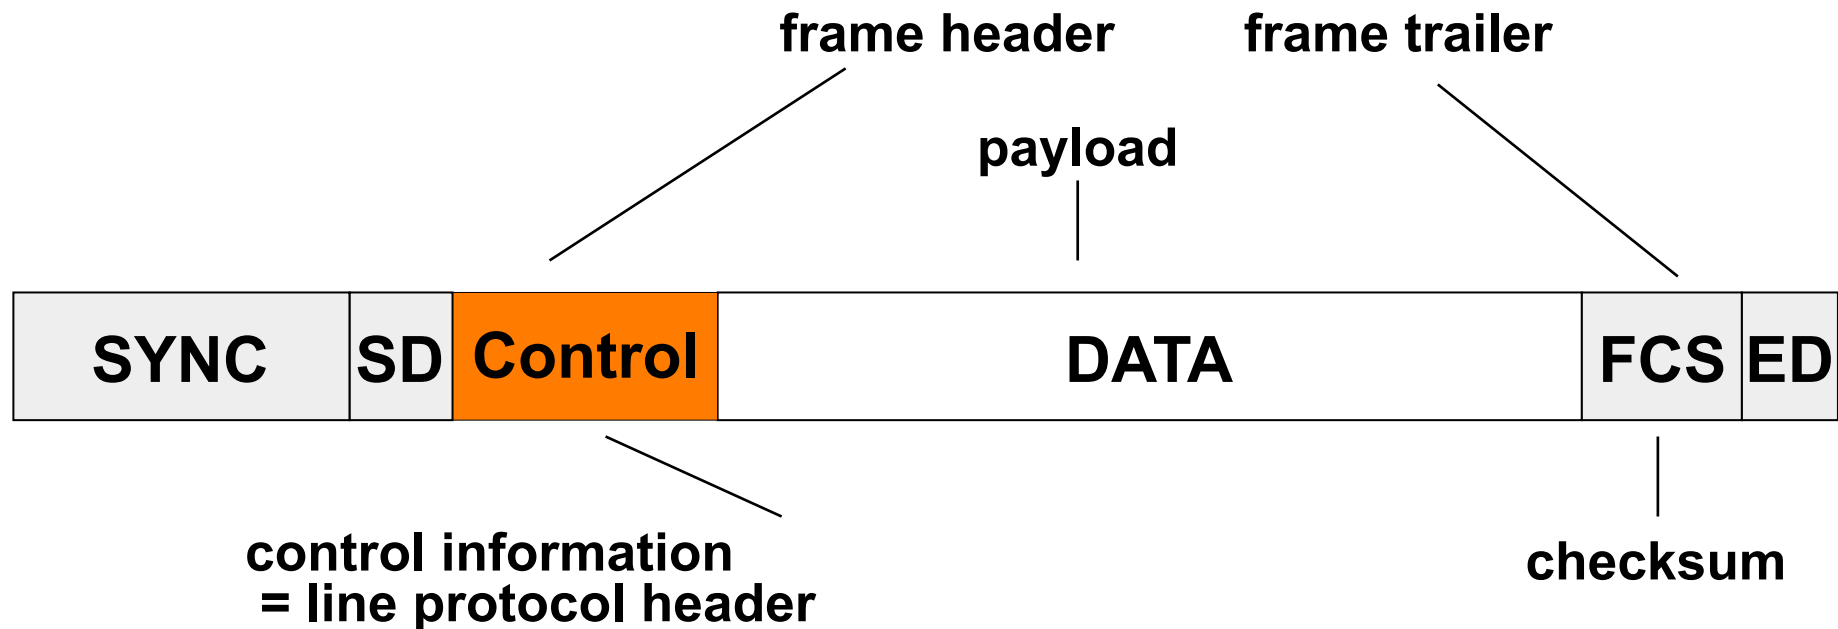 frame header frame trailer
payload
SYNC SD Control DATA FCS ED
control information
= line protocol header
checksum